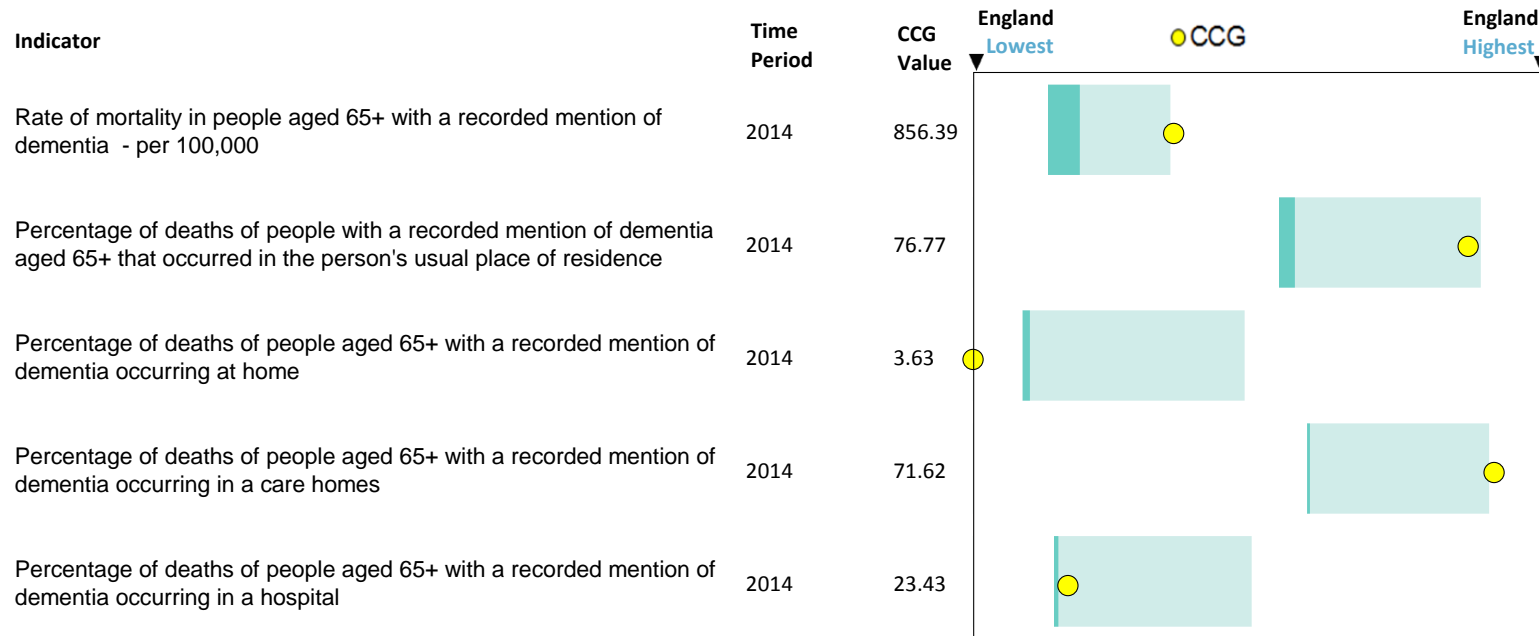 Indicator
Time
Period
CCG
Value
England
Lowest
CCG
England
Highest
Rate of mortality in people aged 65+ with a recorded mention of
dementia  - per 100,000
2014
856.39
Percentage of deaths of people with a recorded mention of dementia
aged 65+ that occurred in the person's usual place of residence
2014
76.77
Percentage of deaths of people aged 65+ with a recorded mention of
dementia occurring at home
2014
3.63
Percentage of deaths of people aged 65+ with a recorded mention of
dementia occurring in a care homes
2014
71.62
Percentage of deaths of people aged 65+ with a recorded mention of
dementia occurring in a hospital
2014
23.43